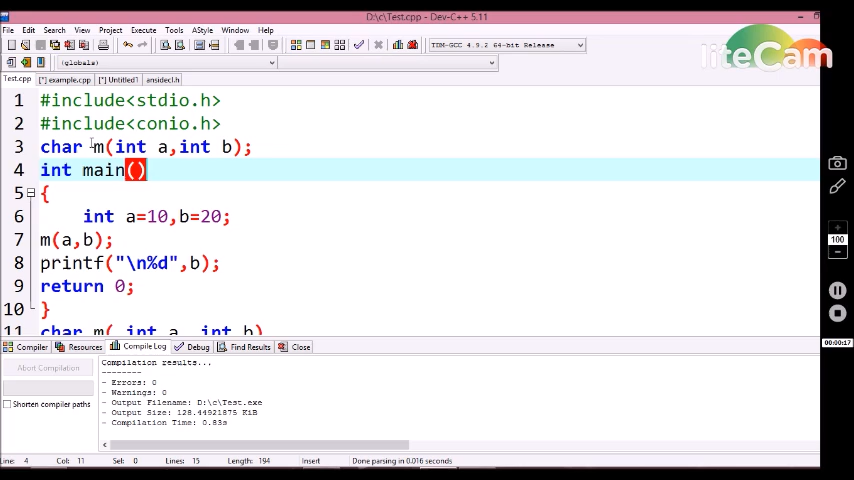 D:\c\Test.cpp - Dev-C++ 5.11
File Edit Search View Project Execute Tools AStyle Window Help
TDM-GCC 4.9.2 64-bit Release
(globals)
liteCam
Test.cpp [*] example.cpp [*] Untitled1 ansidecl.h
1 #include<stdio.h>
2 #include<conio.h>
3 char m(int a,int b);
4 int main()
5 {
6 int a=10,b=20;
7 m(a,b);
8 printf("\n%d",b);
9 return 0;
10 }
11 char m( int a, int b)
100
00:00:17
Compiler Resources Compile Log Debug Find Results Close
Abort Compilation
Shorten compiler paths
Compilation results...
--------
- Errors: 0
- Warnings: 0
- Output Filename: D:\c\Test.exe
- Output Size: 128.44921875 KiB
- Compilation Time: 0.83s
Line: 4 Col: 11 Sel: 0 Lines: 15 Length: 194 Insert Done parsing in 0.016 seconds